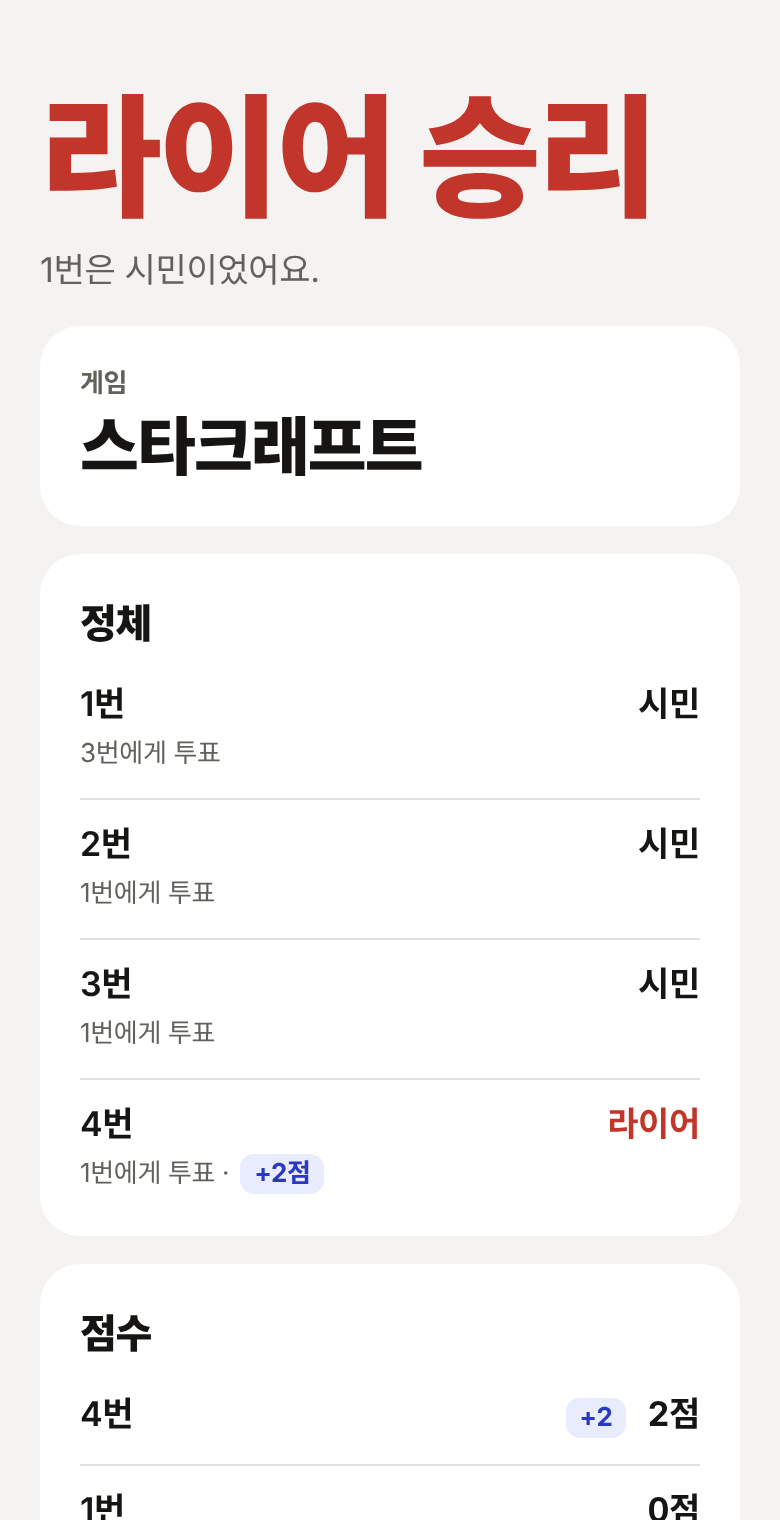 라이어 승리
1번은 시민이었어요.
게임
스타크래프트
정체
1번 시민
3번에게 투표
2번 시민
1번에게 투표
3번 시민
1번에게 투표
4번 라이어
1번에게 투표 · +2점
점수
4번 +2 2점
1번 0점